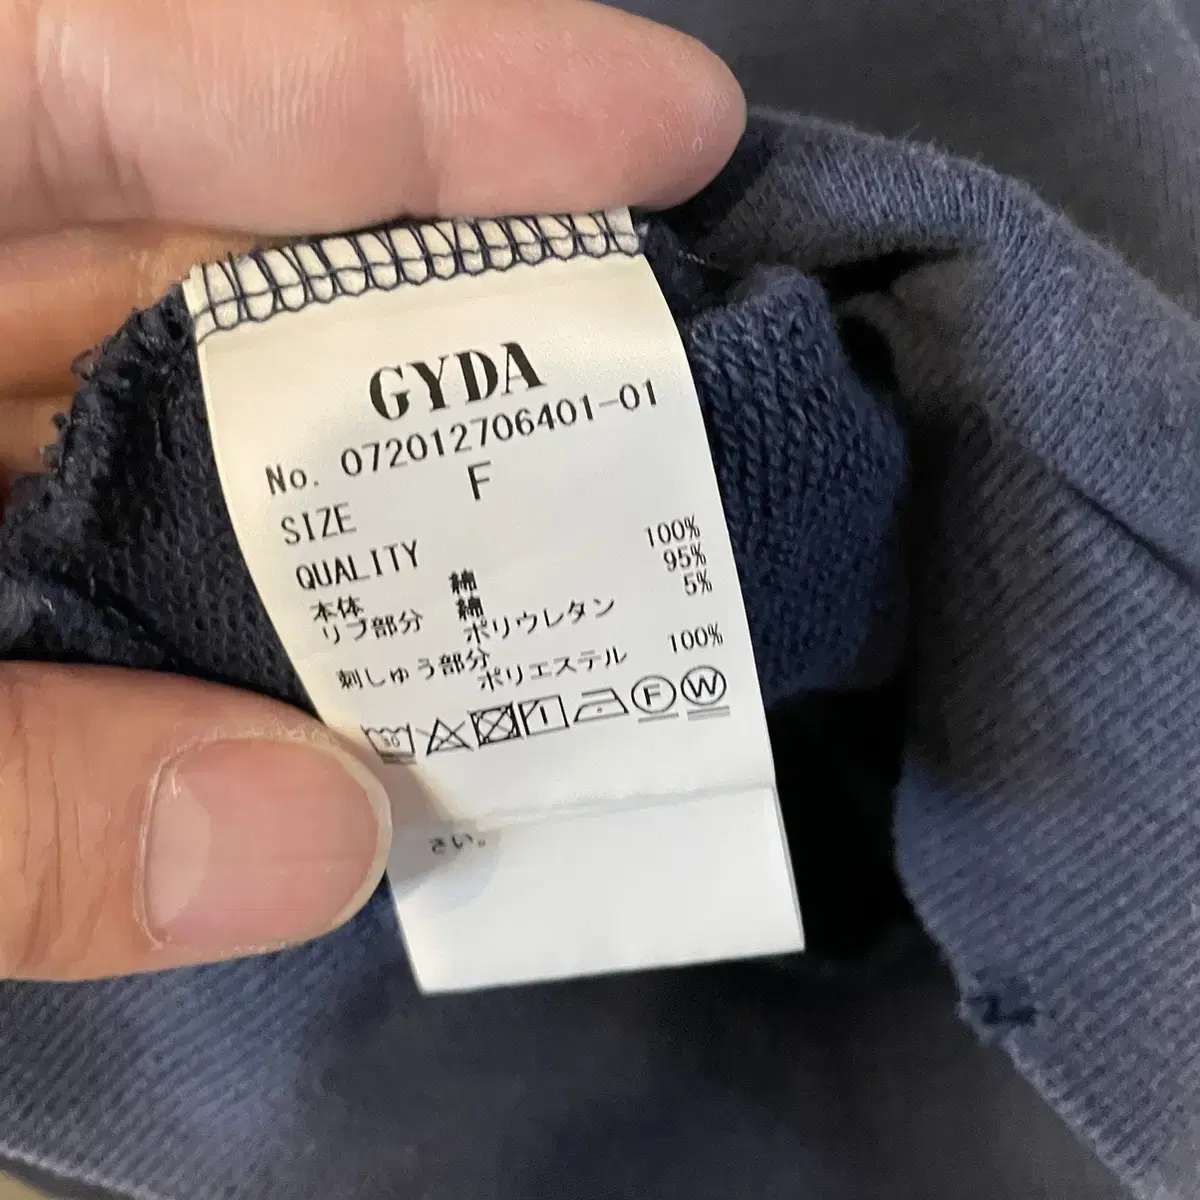 GYDA
No. 072012706401-01
SIZE F
QUALITY
本体 綿 100%
リブ部分 綿 95%
ポリウレタン 5%
刺しゅう部分
ポリエステル 100%
30
F W
さい。